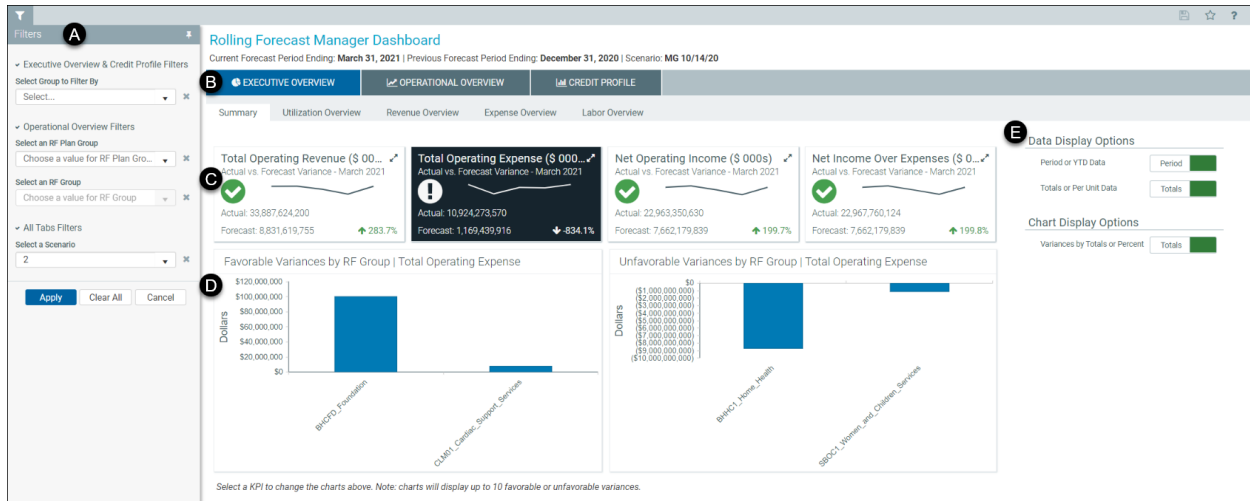 ?
Filters
A
Executive Overview & Credit Profile Filters
Select Group to Filter By
Select...
Operational Overview Filters
Select an RF Plan Group
Choose a value for RF Plan Gro...
Select an RF Group
Choose a value for RF Group
All Tabs Filters
Select a Scenario
2
Apply Clear All Cancel
Rolling Forecast Manager Dashboard
Current Forecast Period Ending: March 31, 2021 | Previous Forecast Period Ending: December 31, 2020 | Scenario: MG 10/14/20
B
EXECUTIVE OVERVIEW OPERATIONAL OVERVIEW CREDIT PROFILE
Summary Utilization Overview Revenue Overview Expense Overview Labor Overview
C
Total Operating Revenue ($ 00...
Actual vs. Forecast Variance - March 2021
Actual: 33,887,624,200
Forecast: 8,831,619,755 283.7%
Total Operating Expense ($ 000...
Actual vs. Forecast Variance - March 2021
Actual: 10,924,273,570
Forecast: 1,169,439,916 -834.1%
Net Operating Income ($ 000s)
Actual vs. Forecast Variance - March 2021
Actual: 22,963,350,630
Forecast: 7,662,179,839 199.7%
Net Income Over Expenses ($ 0...
Actual vs. Forecast Variance - March 2021
Actual: 22,967,760,124
Forecast: 7,662,179,839 199.8%
D
Favorable Variances by RF Group | Total Operating Expense
Dollars
$120,000,000
$100,000,000
$80,000,000
$60,000,000
$40,000,000
$20,000,000
$0
BHCFD_Foundation
CLM01_Cardiac_Support_Services
Unfavorable Variances by RF Group | Total Operating Expense
Dollars
$0
($1,000,000,000)
($2,000,000,000)
($3,000,000,000)
($4,000,000,000)
($5,000,000,000)
($6,000,000,000)
($7,000,000,000)
($8,000,000,000)
($9,000,000,000)
($10,000,000,000)
BHHC1_Home_Health
SBOC1_Women_and_Children_Services
Select a KPI to change the charts above. Note: charts will display up to 10 favorable or unfavorable variances.
E
Data Display Options
Period or YTD Data Period
Totals or Per Unit Data Totals
Chart Display Options
Variances by Totals or Percent Totals